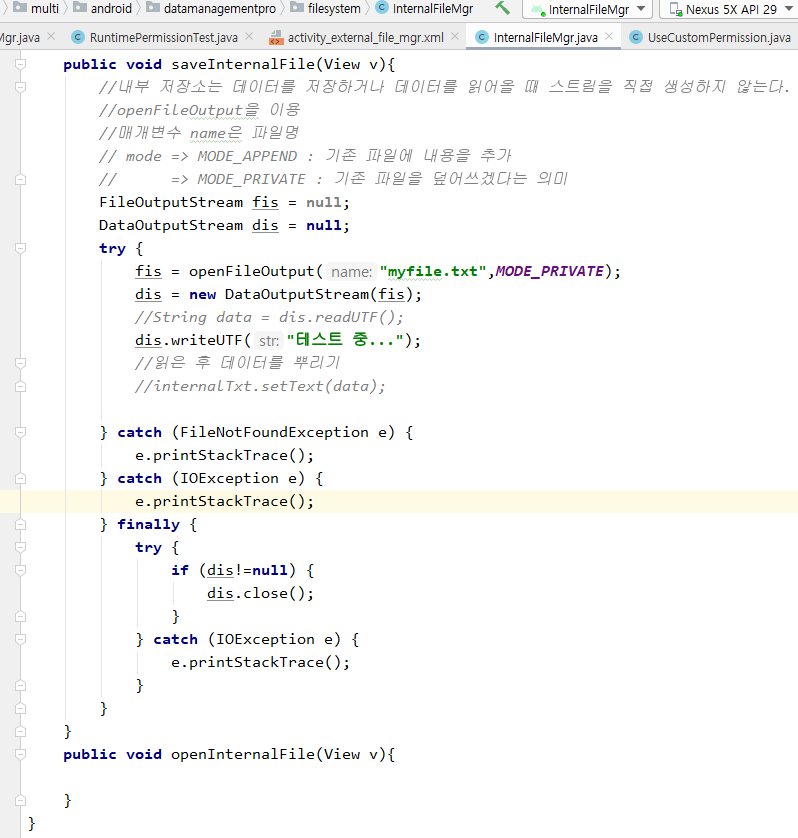 multi android datamanagementpro filesystem InternalFileMgr InternalFileMgr Nexus 5X API 29
Mgr.java RuntimePermissionTest.java activity_external_file_mgr.xml InternalFileMgr.java UseCustomPermission.java
public void saveInternalFile(View v){
//내부 저장소는 데이터를 저장하거나 데이터를 읽어올 때 스트림을 직접 생성하지 않는다.
//openFileOutput을 이용
//매개변수 name은 파일명
// mode => MODE_APPEND : 기존 파일에 내용을 추가
// => MODE_PRIVATE : 기존 파일을 덮어쓰겠다는 의미
FileOutputStream fis = null;
DataOutputStream dis = null;
try {
fis = openFileOutput( name: "myfile.txt",MODE_PRIVATE);
dis = new DataOutputStream(fis);
//String data = dis.readUTF();
dis.writeUTF( str: "테스트 중...");
//읽은 후 데이터를 뿌리기
//internalTxt.setText(data);
} catch (FileNotFoundException e) {
e.printStackTrace();
} catch (IOException e) {
e.printStackTrace();
} finally {
try {
if (dis!=null) {
dis.close();
}
} catch (IOException e) {
e.printStackTrace();
}
}
}
public void openInternalFile(View v){
}
}